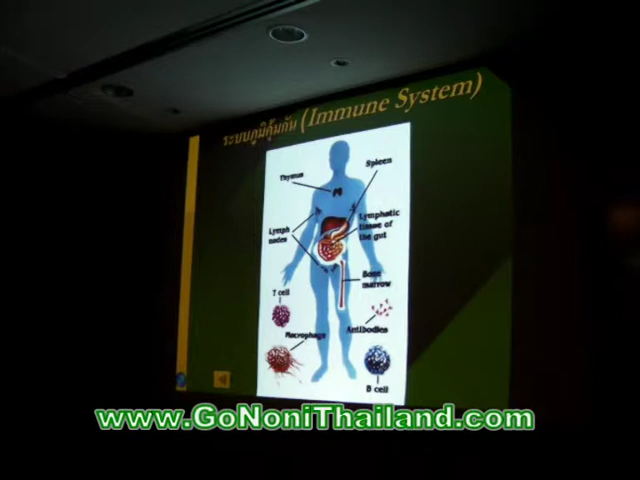 ระบบภูมิคุ้มกัน (Immune System)
Thymus
Spleen
Lymph
nodes
Lymphatic
tissue of
the gut
Bone
marrow
T cell
Antibodies
Macrophage
B cell
www.GoNoniThailand.com